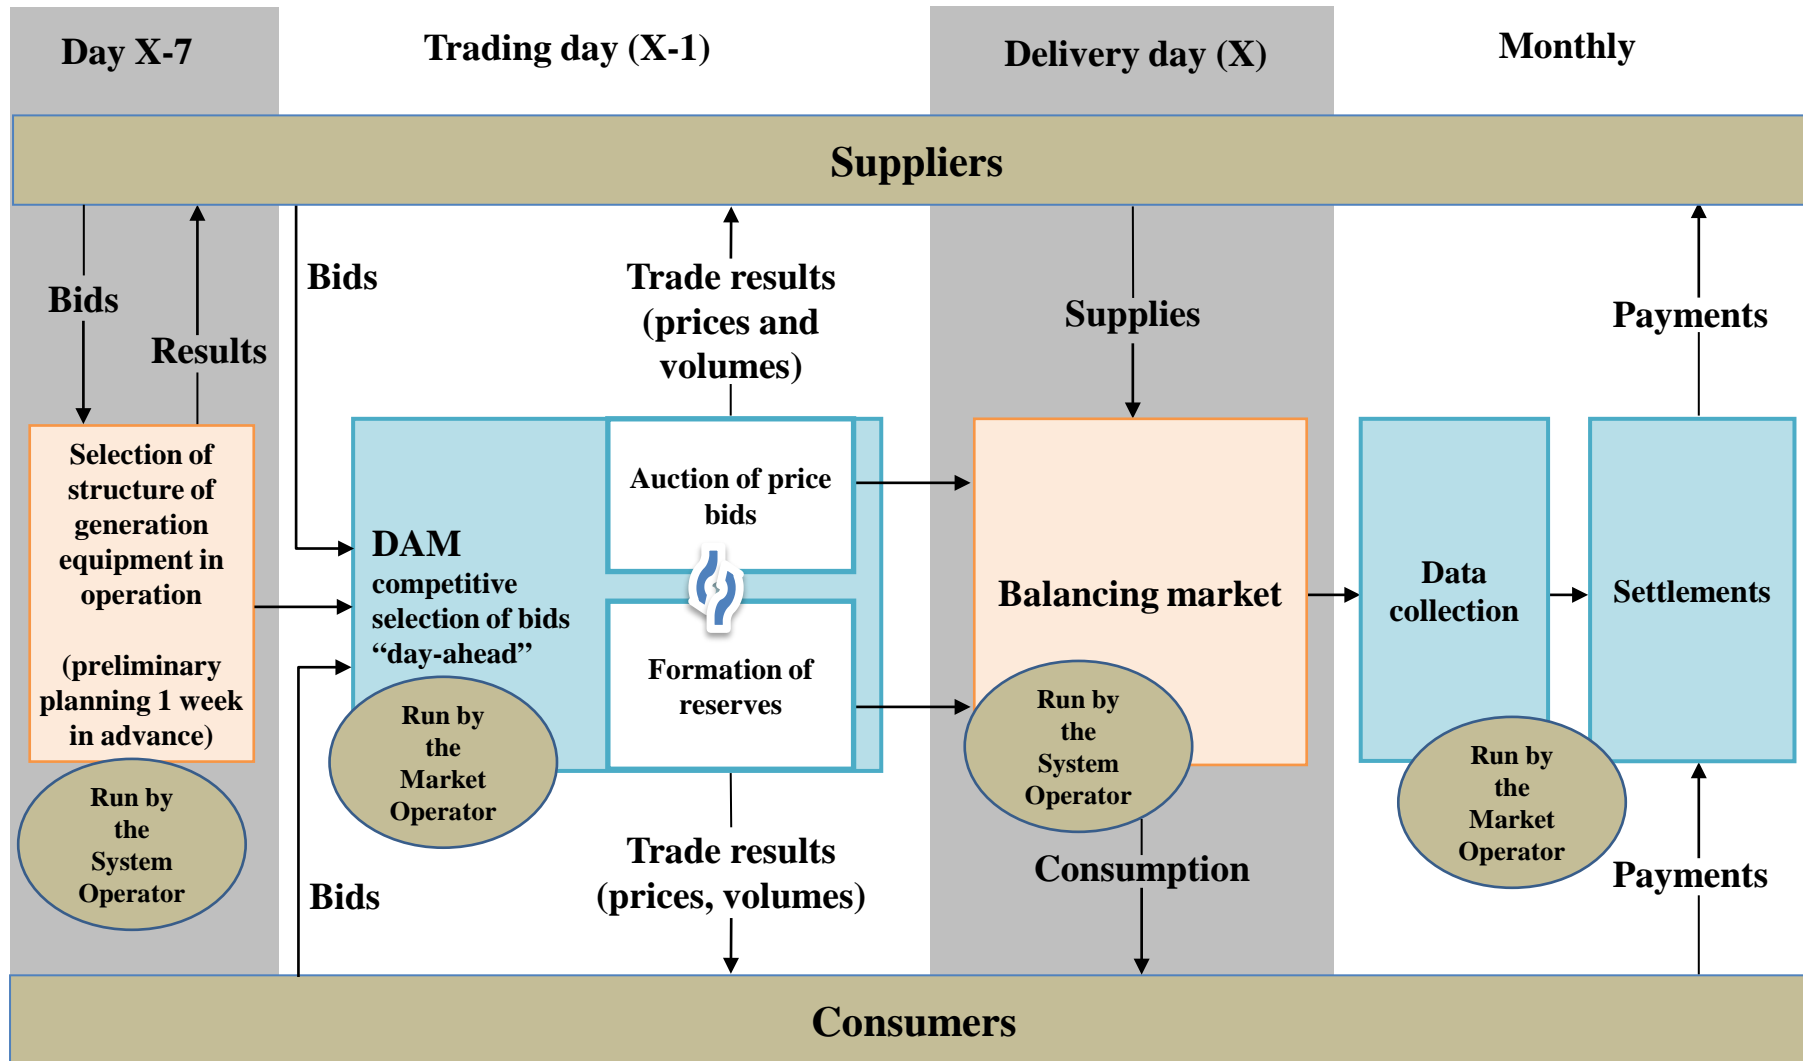 Day X-7
Trading day (X-1)
Delivery day (X)
Monthly
Suppliers
Bids
Results
Bids
Trade results
(prices and
volumes)
Supplies
Payments
Selection of
structure of
generation
equipment in
operation
(preliminary
planning 1 week
in advance)
Run by
the
System
Operator
DAM
competitive
selection of bids
“day-ahead”
Run by
the
Market
Operator
Auction of price
bids
Formation of
reserves
Balancing market
Run by
the
System
Operator
Data
collection
Settlements
Run by
the
Market
Operator
Bids
Trade results
(prices, volumes)
Consumption
Payments
Consumers